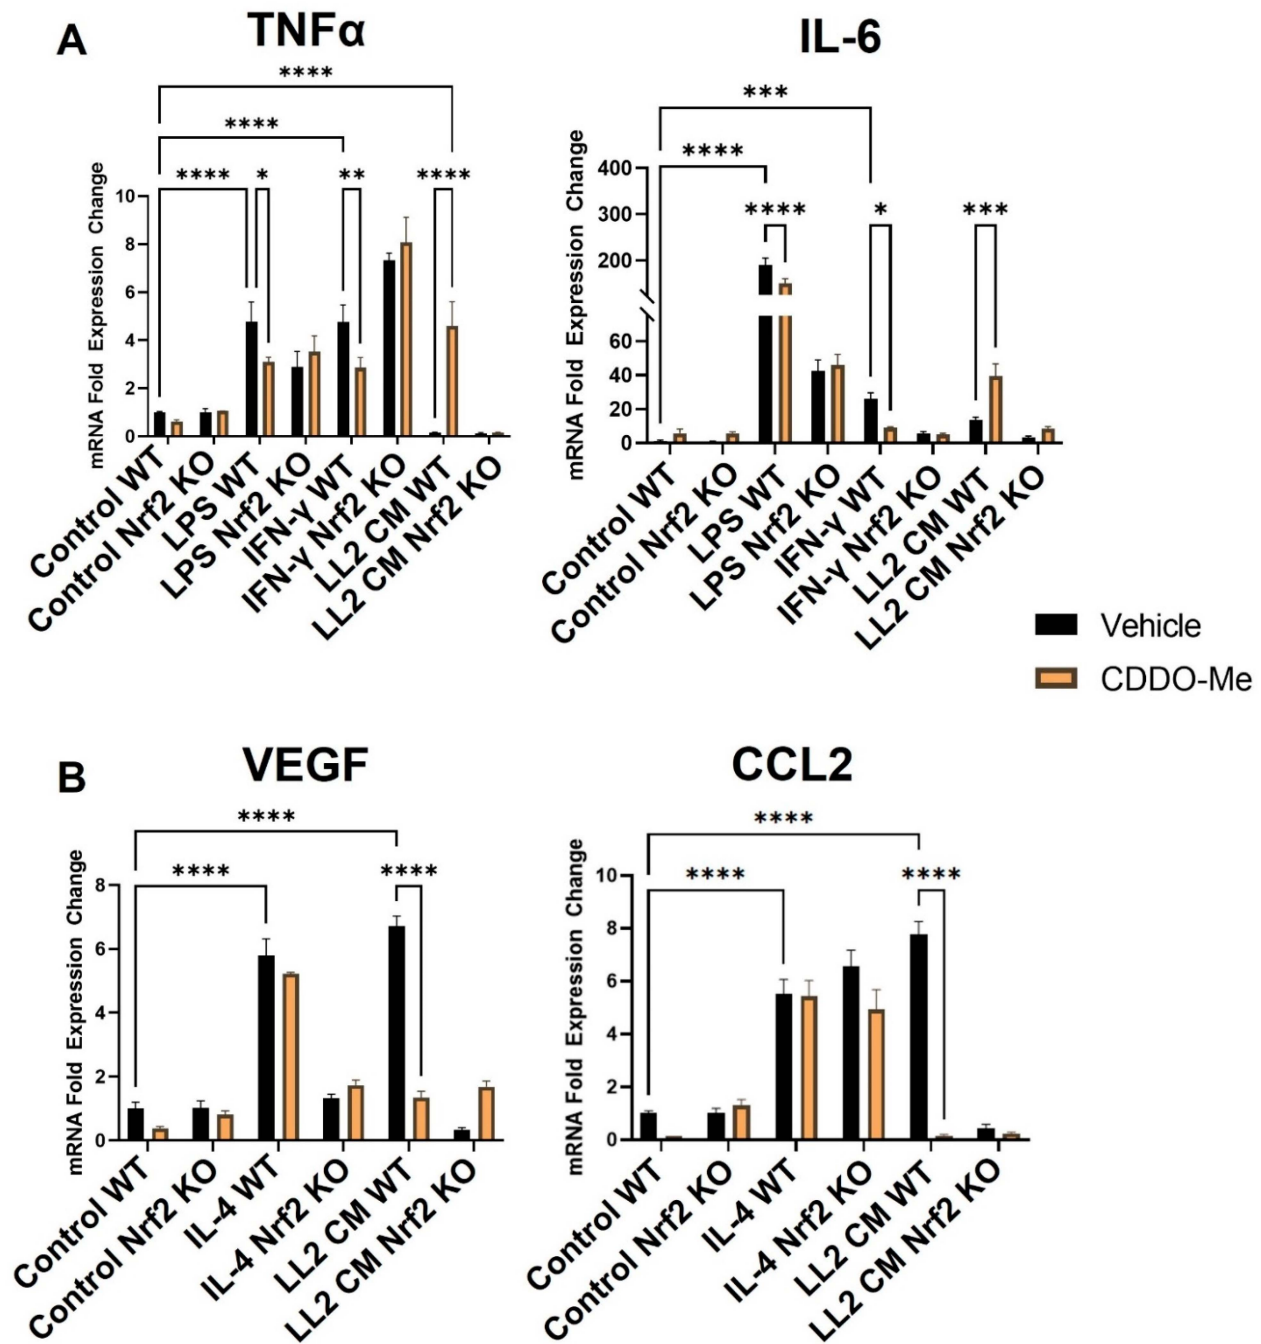 A
TNFα
IL-6
****
***
****
****
**** * ** ****
**** * ***
mRNA Fold Expression Change
10
8
6
4
2
0
mRNA Fold Expression Change
400
300
200
60
40
20
0
Control WT
Control Nrf2 KO
LPS WT
LPS Nrf2 KO
IFN-γ WT
IFN-γ Nrf2 KO
LL2 CM WT
LL2 CM Nrf2 KO
Control WT
Control Nrf2 KO
LPS WT
LPS Nrf2 KO
IFN-γ WT
IFN-γ Nrf2 KO
LL2 CM WT
LL2 CM Nrf2 KO
Vehicle
CDDO-Me
B
VEGF
CCL2
****
****
**** ****
**** ****
mRNA Fold Expression Change
8
6
4
2
0
mRNA Fold Expression Change
10
8
6
4
2
0
Control WT
Control Nrf2 KO
IL-4 WT
IL-4 Nrf2 KO
LL2 CM WT
LL2 CM Nrf2 KO
Control WT
Control Nrf2 KO
IL-4 WT
IL-4 Nrf2 KO
LL2 CM WT
LL2 CM Nrf2 KO